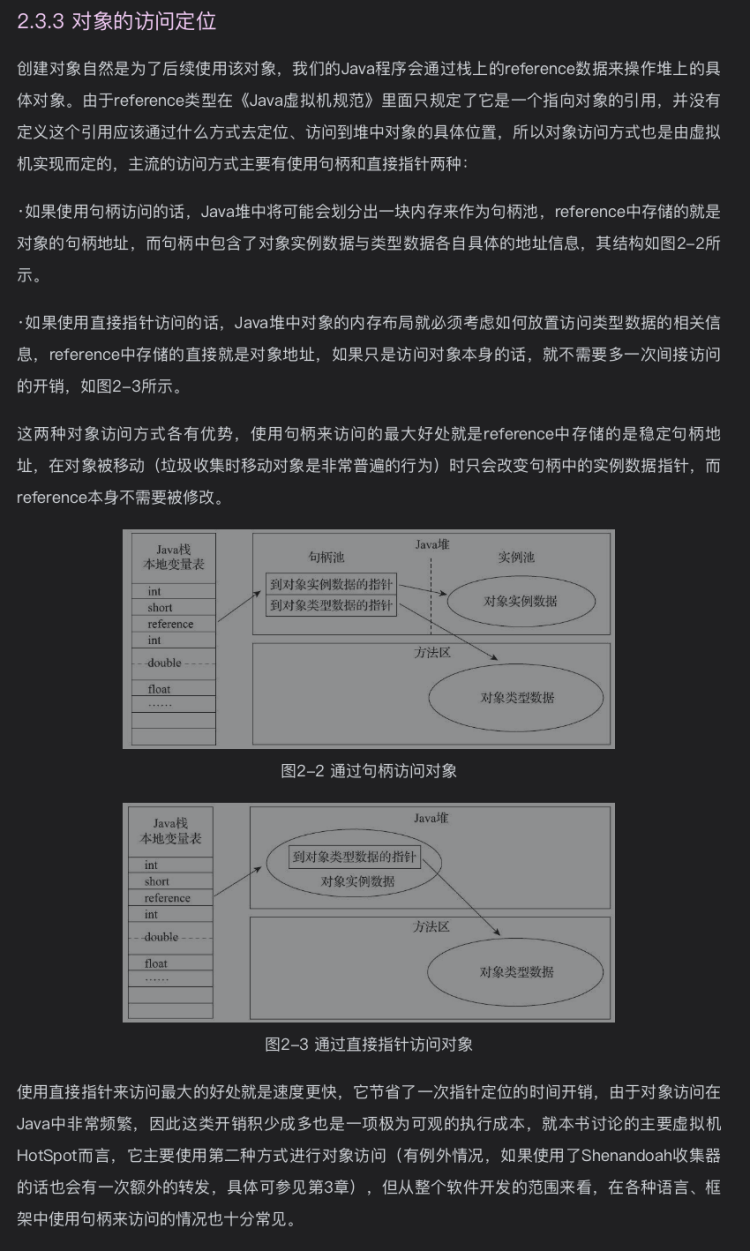 2.3.3 对象的访问定位
创建对象自然是为了后续使用该对象，我们的Java程序会通过栈上的reference数据来操作堆上的具
体对象。由于reference类型在《Java虚拟机规范》里面只规定了它是一个指向对象的引用，并没有
定义这个引用应该通过什么方式去定位、访问到堆中对象的具体位置，所以对象访问方式也是由虚拟
机实现而定的，主流的访问方式主要有使用句柄和直接指针两种：
·如果使用句柄访问的话，Java堆中将可能会划分出一块内存来作为句柄池，reference中存储的就是
对象的句柄地址，而句柄中包含了对象实例数据与类型数据各自具体的地址信息，其结构如图2-2所
示。
·如果使用直接指针访问的话，Java堆中对象的内存布局就必须考虑如何放置访问类型数据的相关信
息，reference中存储的直接就是对象地址，如果只是访问对象本身的话，就不需要多一次间接访问
的开销，如图2-3所示。
这两种对象访问方式各有优势，使用句柄来访问的最大好处就是reference中存储的是稳定句柄地
址，在对象被移动（垃圾收集时移动对象是非常普遍的行为）时只会改变句柄中的实例数据指针，而
reference本身不需要被修改。
Java栈
本地变量表
int
short
reference
int
double
float
······
Java堆
句柄池
实例池
到对象实例数据的指针
到对象类型数据的指针
对象实例数据
方法区
对象类型数据
图2-2 通过句柄访问对象
Java栈
本地变量表
int
short
reference
int
double
float
······
Java堆
到对象类型数据的指针
对象实例数据
方法区
对象类型数据
图2-3 通过直接指针访问对象
使用直接指针来访问最大的好处就是速度更快，它节省了一次指针定位的时间开销，由于对象访问在
Java中非常频繁，因此这类开销积少成多也是一项极为可观的执行成本，就本书讨论的主要虚拟机
HotSpot而言，它主要使用第二种方式进行对象访问（有例外情况，如果使用了Shenandoah收集器
的话也会有一次额外的转发，具体可参见第3章），但从整个软件开发的范围来看，在各种语言、框
架中使用句柄来访问的情况也十分常见。